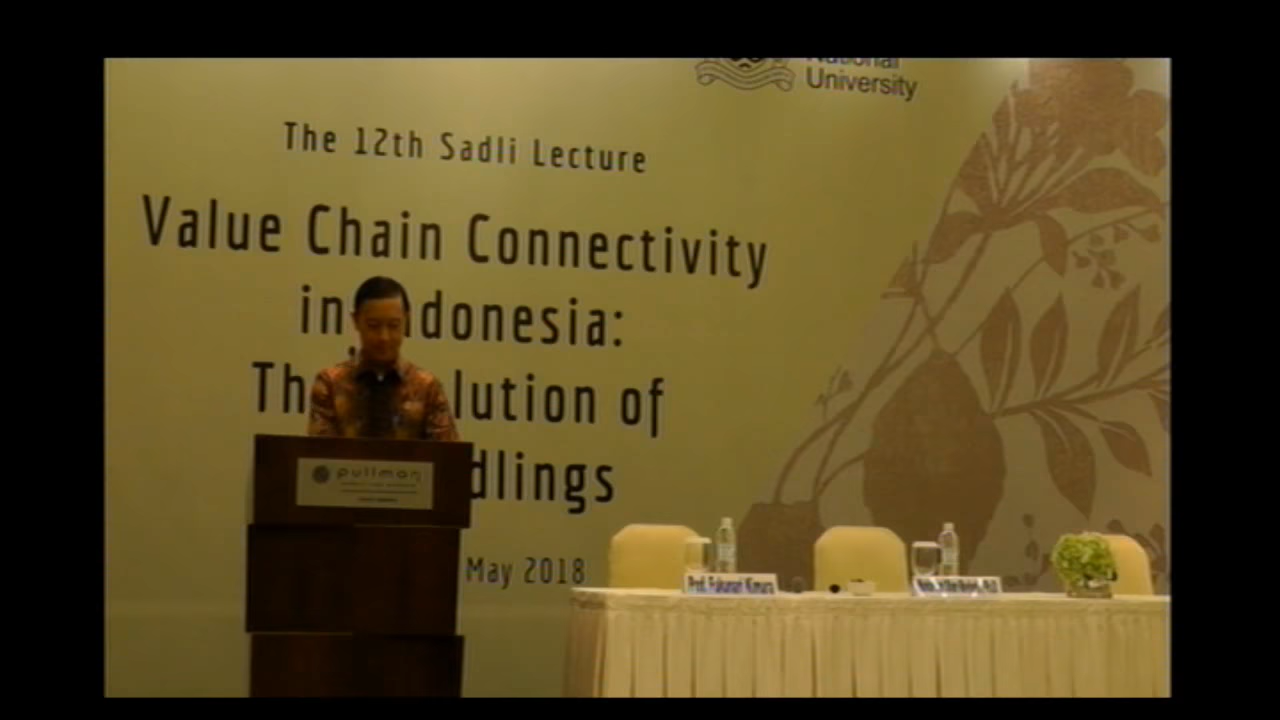 National
University
The 12th Sadli Lecture
Value Chain Connectivity
in ndonesia:
Th lution of
dlings
May 2018
pullman
Prof. Fukunari Kimura